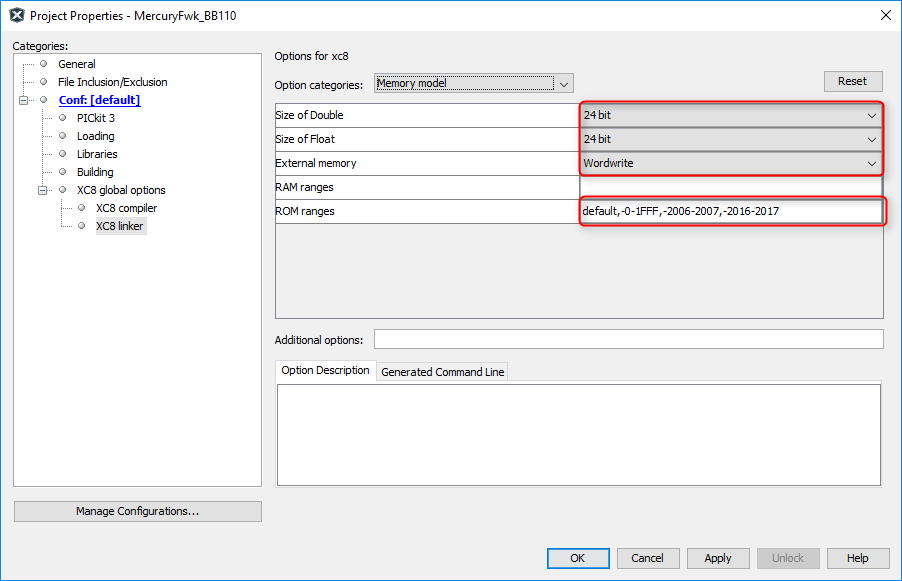 Project Properties - MercuryFwk_BB110
Categories:
General
File Inclusion/Exclusion
Conf: [default]
PICkit 3
Loading
Libraries
Building
XC8 global options
XC8 compiler
XC8 linker
Manage Configurations...
Options for xc8
Option categories: Memory model
Reset
Size of Double 24 bit
Size of Float 24 bit
External memory Wordwrite
RAM ranges
ROM ranges default,-0-1FFF,-2006-2007,-2016-2017
Additional options:
Option Description Generated Command Line
OK Cancel Apply Unlock Help